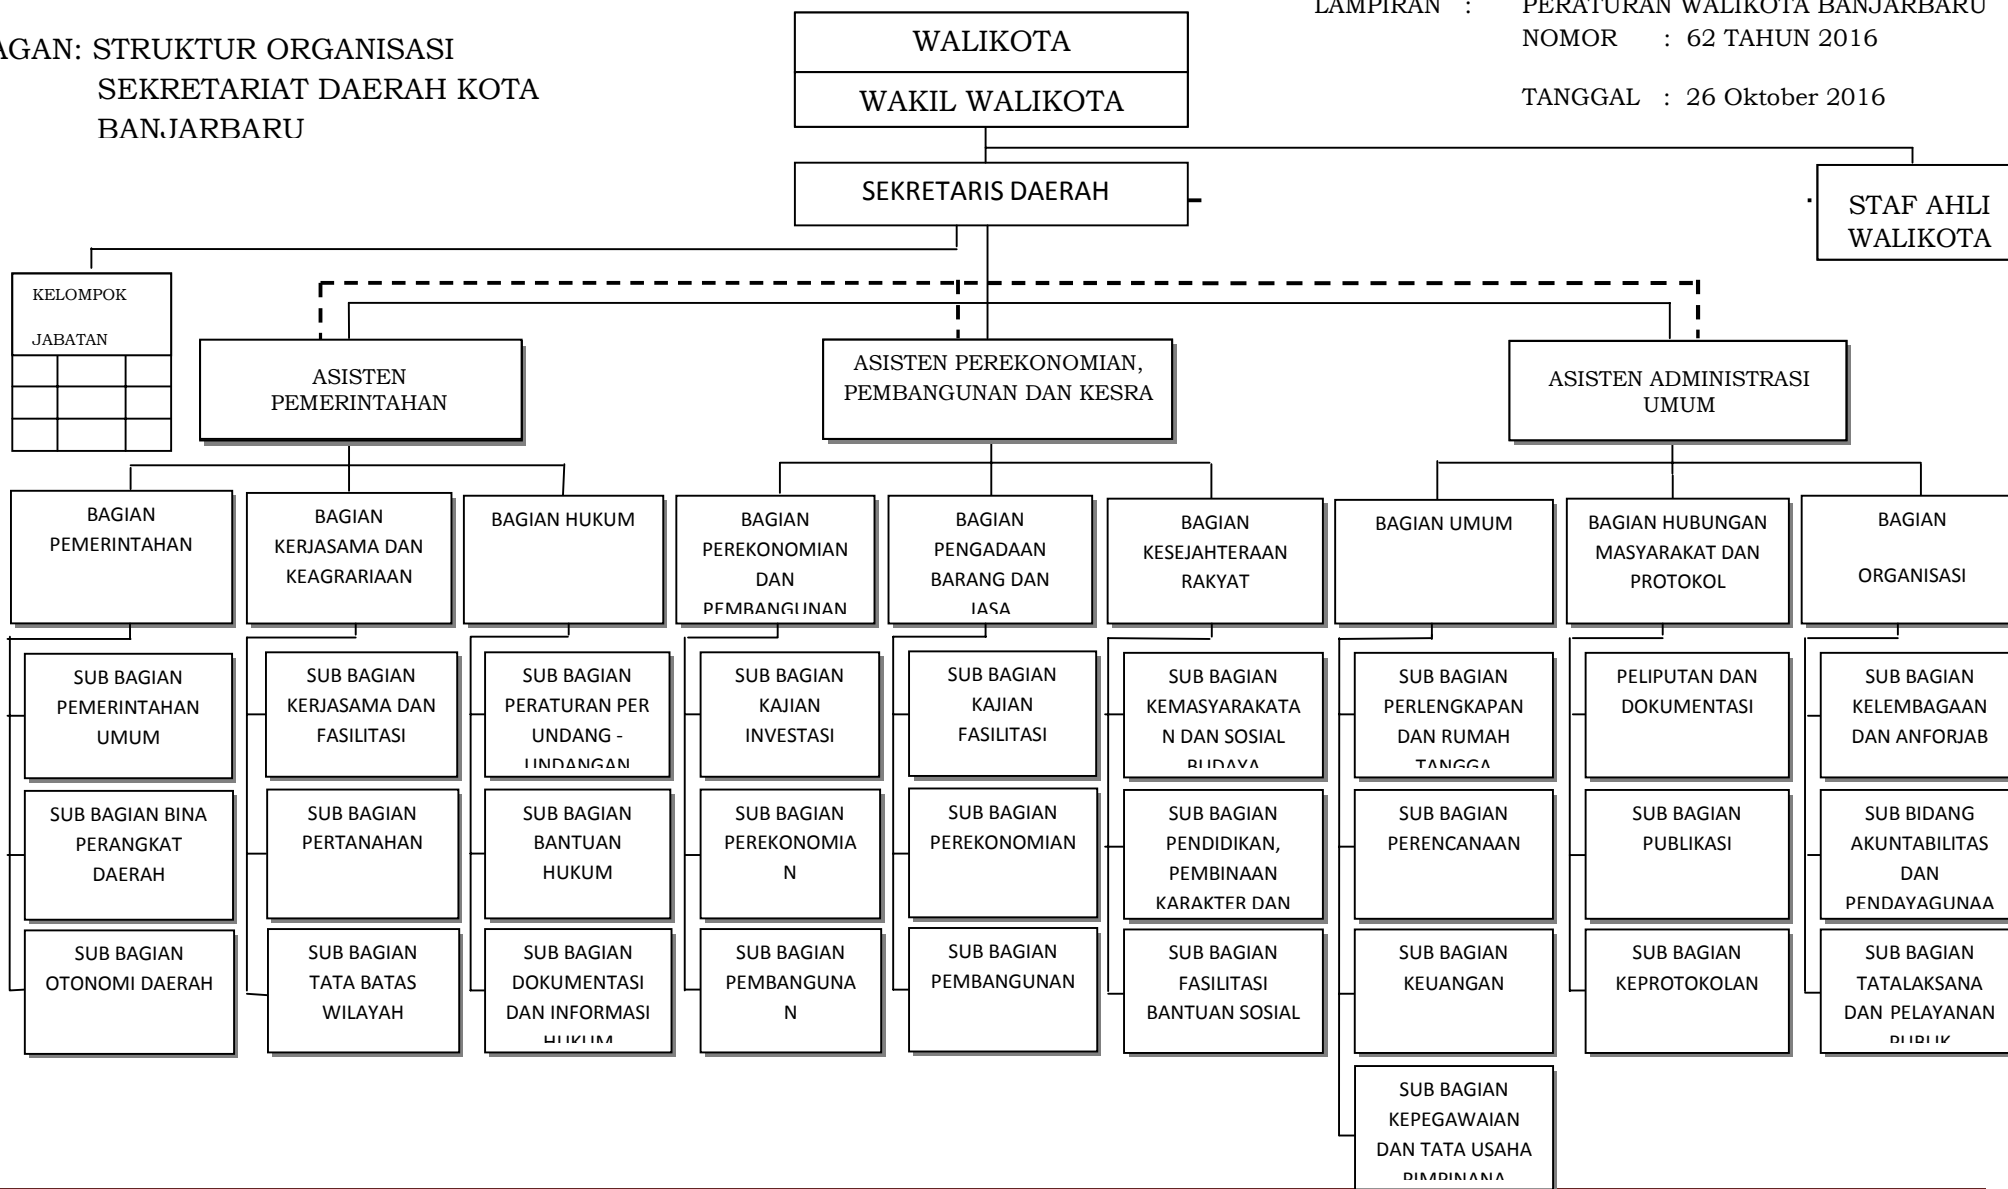 LAMPIRAN : PERATURAN WALIKOTA BANJARBARU
NOMOR : 62 TAHUN 2016
TANGGAL : 26 Oktober 2016
AGAN: STRUKTUR ORGANISASI
SEKRETARIAT DAERAH KOTA
BANJARBARU
WALIKOTA
WAKIL WALIKOTA
SEKRETARIS DAERAH
STAF AHLI
WALIKOTA
KELOMPOK
JABATAN
ASISTEN
PEMERINTAHAN
ASISTEN PEREKONOMIAN,
PEMBANGUNAN DAN KESRA
ASISTEN ADMINISTRASI
UMUM
BAGIAN
PEMERINTAHAN
BAGIAN
KERJASAMA DAN
KEAGRARIAAN
BAGIAN HUKUM
BAGIAN
PEREKONOMIAN
DAN
PEMBANGUNAN
BAGIAN
PENGADAAN
BARANG DAN
JASA
BAGIAN
KESEJAHTERAAN
RAKYAT
BAGIAN UMUM
BAGIAN HUBUNGAN
MASYARAKAT DAN
PROTOKOL
BAGIAN
ORGANISASI
SUB BAGIAN
PEMERINTAHAN
UMUM
SUB BAGIAN
KERJASAMA DAN
FASILITASI
SUB BAGIAN
PERATURAN PER
UNDANG -
UNDANGAN
SUB BAGIAN
KAJIAN
INVESTASI
SUB BAGIAN
KAJIAN
FASILITASI
SUB BAGIAN
KEMASYARAKATA
N DAN SOSIAL
BUDAYA
SUB BAGIAN
PERLENGKAPAN
DAN RUMAH
TANGGA
PELIPUTAN DAN
DOKUMENTASI
SUB BAGIAN
KELEMBAGAAN
DAN ANFORJAB
SUB BAGIAN BINA
PERANGKAT
DAERAH
SUB BAGIAN
PERTANAHAN
SUB BAGIAN
BANTUAN
HUKUM
SUB BAGIAN
PEREKONOMIA
N
SUB BAGIAN
PEREKONOMIAN
SUB BAGIAN
PENDIDIKAN,
PEMBINAAN
KARAKTER DAN
SUB BAGIAN
PERENCANAAN
SUB BAGIAN
PUBLIKASI
SUB BIDANG
AKUNTABILITAS
DAN
PENDAYAGUNAA
SUB BAGIAN
OTONOMI DAERAH
SUB BAGIAN
TATA BATAS
WILAYAH
SUB BAGIAN
DOKUMENTASI
DAN INFORMASI
HUKUM
SUB BAGIAN
PEMBANGUNA
N
SUB BAGIAN
PEMBANGUNAN
SUB BAGIAN
FASILITASI
BANTUAN SOSIAL
SUB BAGIAN
KEUANGAN
SUB BAGIAN
KEPROTOKOLAN
SUB BAGIAN
TATALAKSANA
DAN PELAYANAN
PUBLIK
SUB BAGIAN
KEPEGAWAIAN
DAN TATA USAHA
PIMPINANA